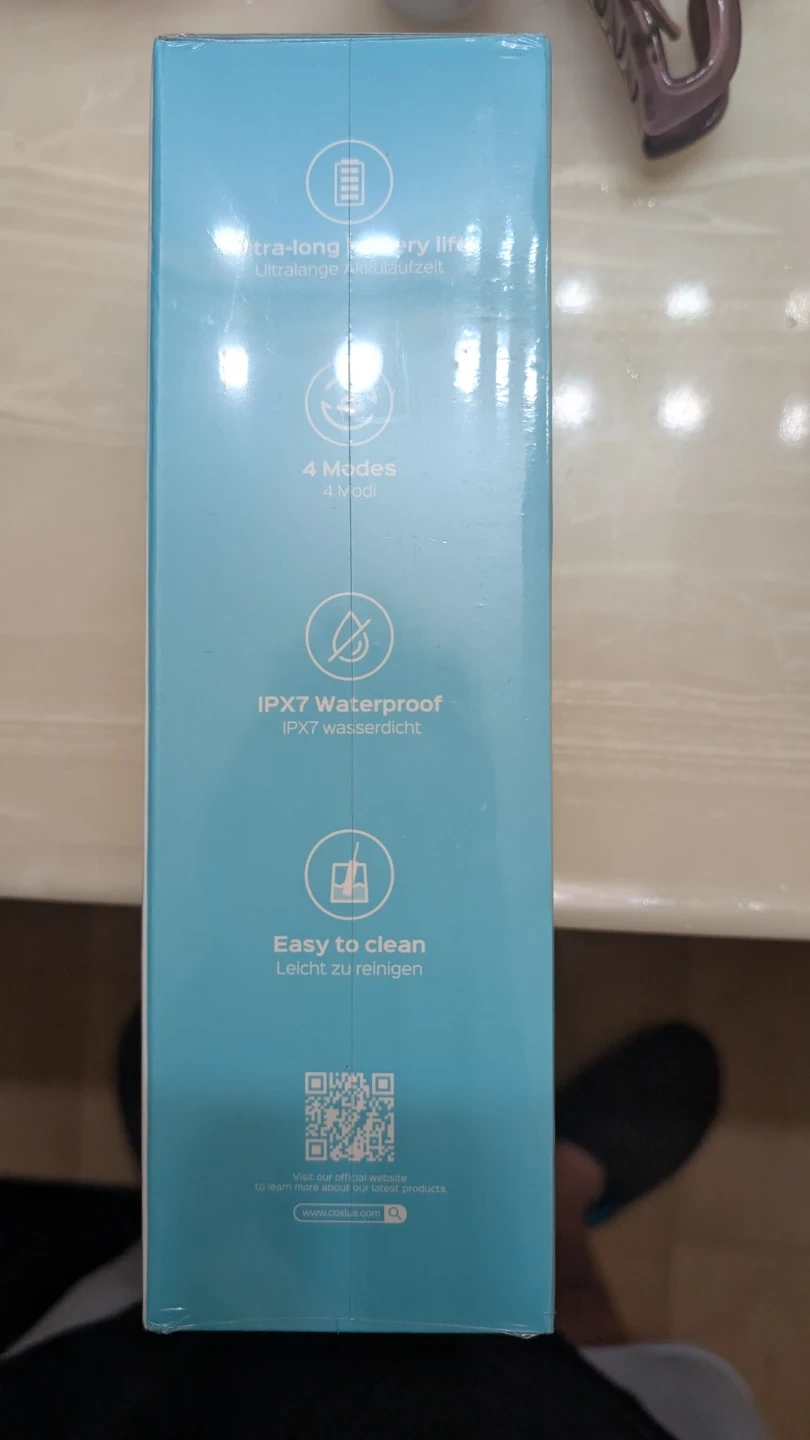 life
Ultralange Akkulaufzeit
4 Modes
4 Modi
IPX7 Waterproof
IPX7 wasserdicht
Easy to clean
Leicht zu reinigen
Visit our official website
to learn more about our latest products.
www.coslus.com